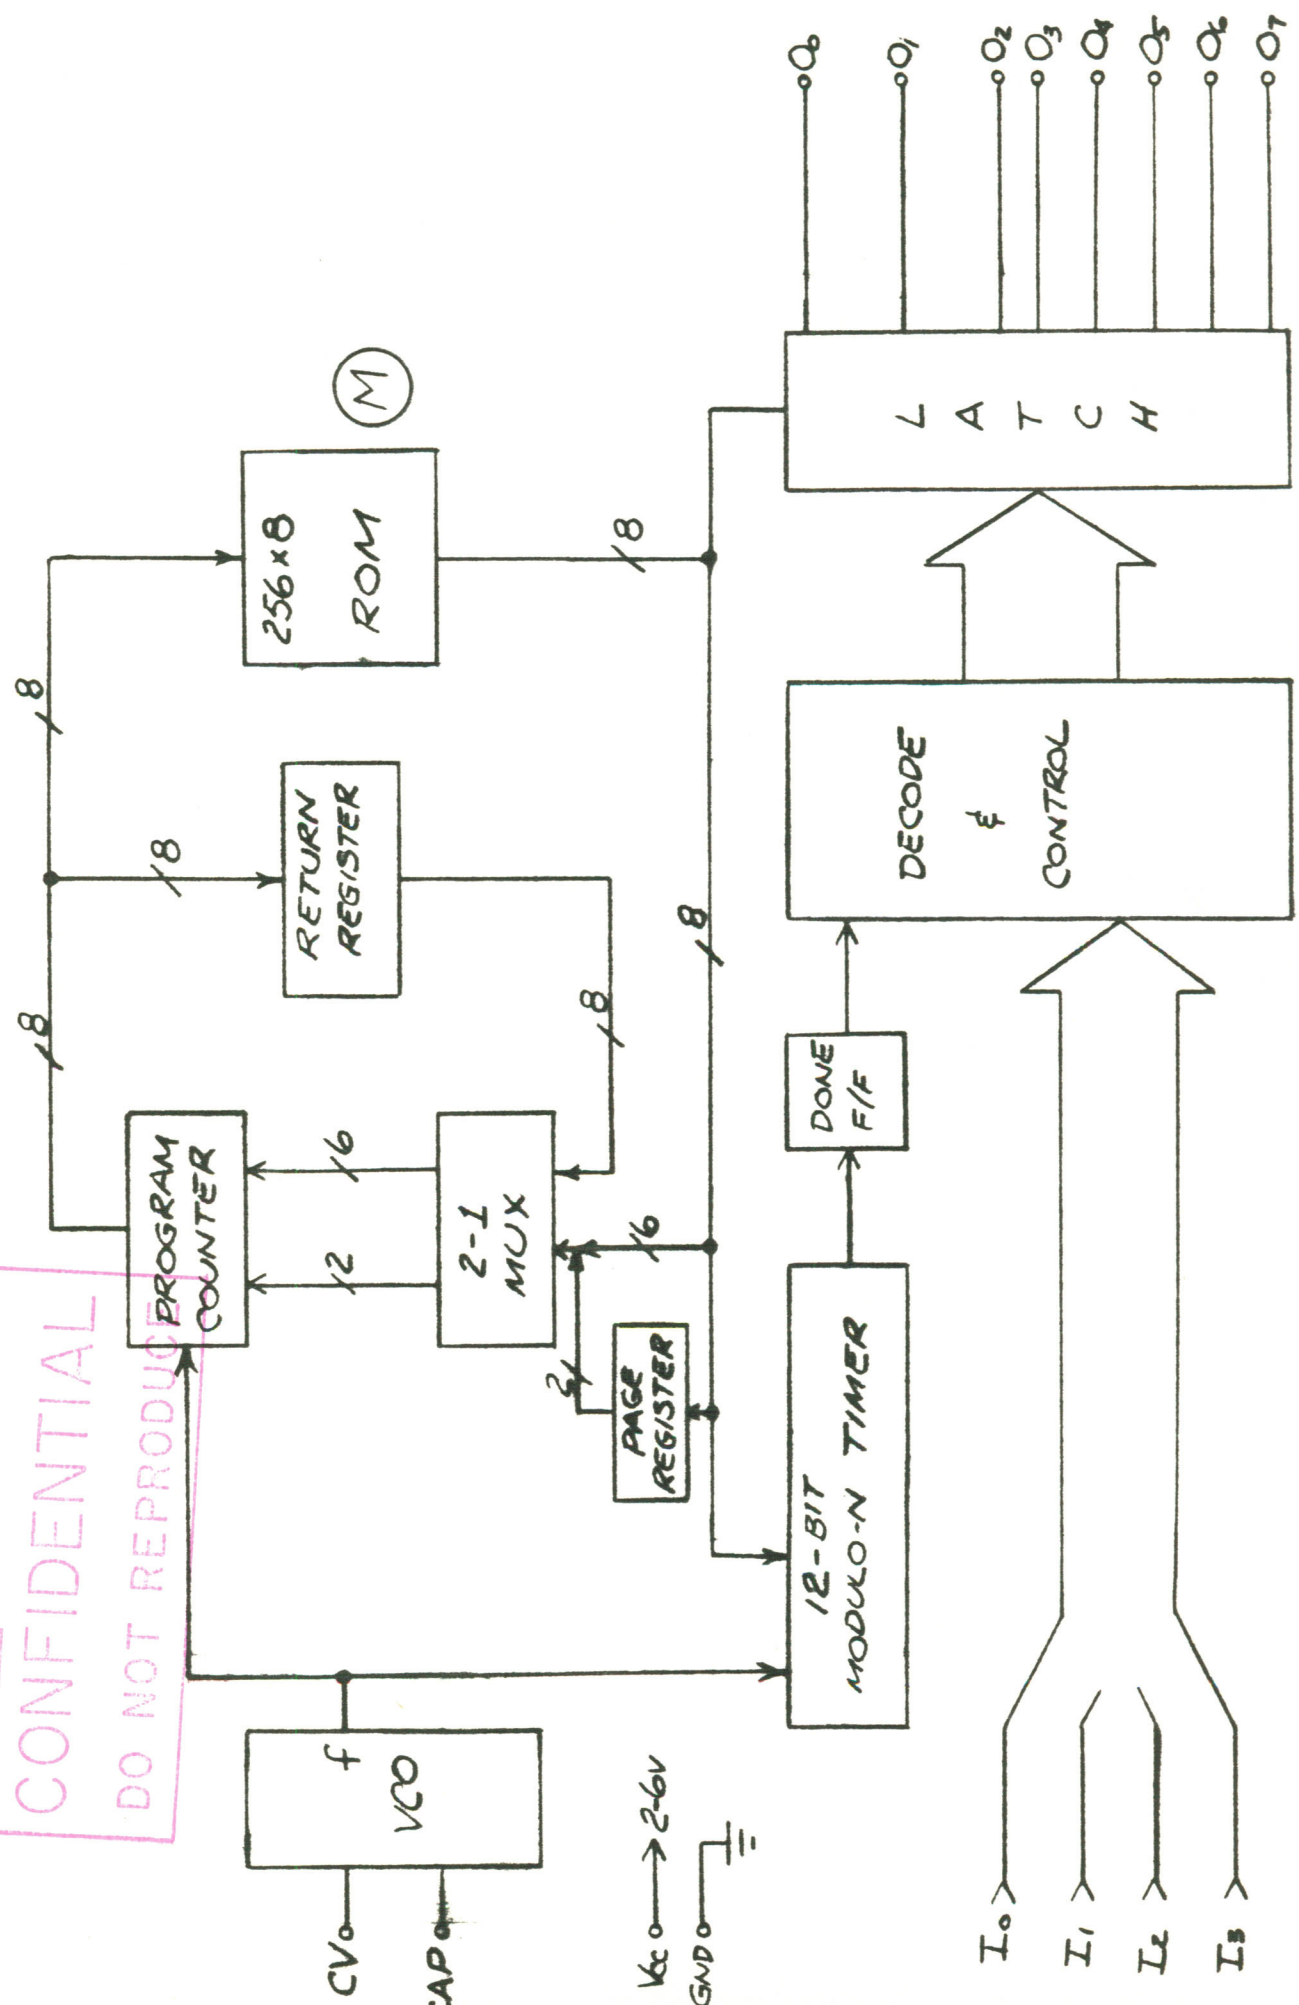 CONFIDENTIAL
DO NOT REPRODUCE
CV
CAP
f
VCO
Vcc
2-6V
GND
PROGRAM
COUNTER
8
8
2
6
2-1
MUX
8
RETURN
REGISTER
8
256×8
ROM
M
8
8
6
2
PAGE
REGISTER
12-BIT
MODULO-N TIMER
DONE
F/F
DECODE
&
CONTROL
LATCH
I0
I1
I2
I3
O0
O1
O2
O3
O4
O5
O6
O7